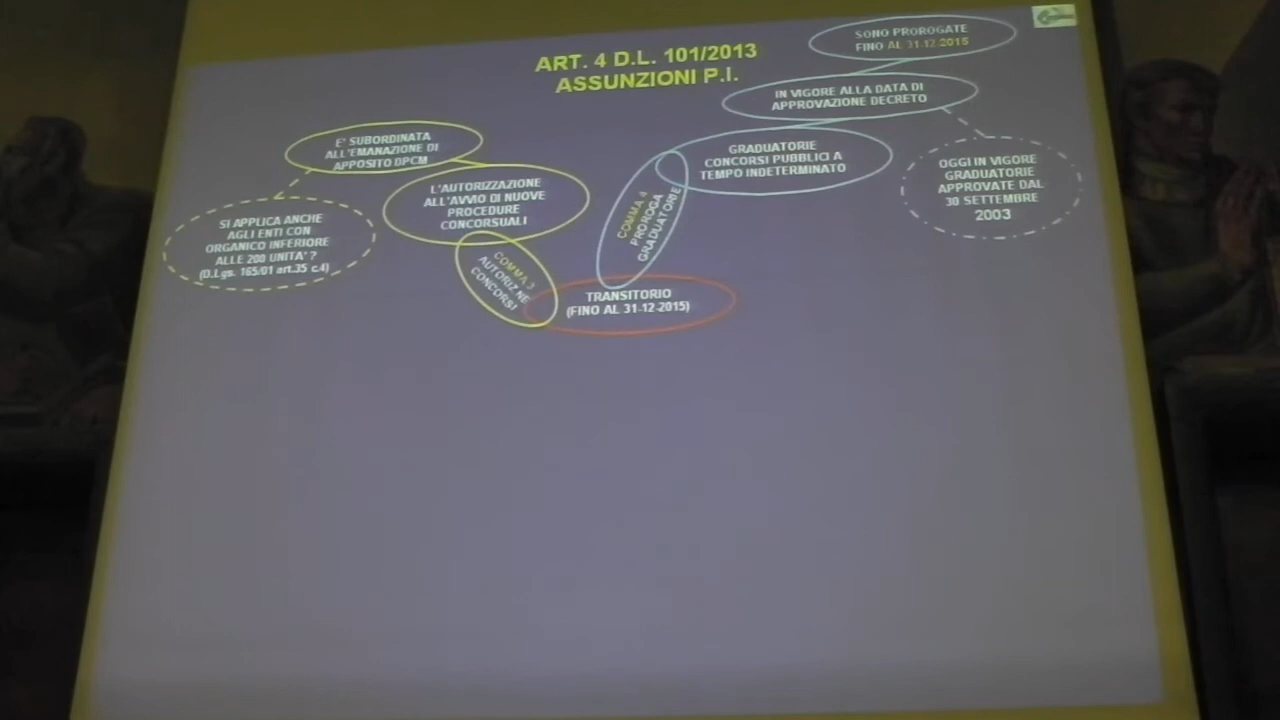 ART. 4 D.L. 101/2013
ASSUNZIONI P.I.
SONO PROROGATE
FINO AL 31-12-2015
IN VIGORE ALLA DATA DI
APPROVAZIONE DECRETO
GRADUATORIE
CONCORSI PUBBLICI A
TEMPO INDETERMINATO
OGGI IN VIGORE
GRADUATORIE
APPROVATE DAL
30 SETTEMBRE
2003
E' SUBORDINATA
ALL'EMANAZIONE DI
APPOSITO DPCM
L'AUTORIZZAZIONE
ALL'AVVIO DI NUOVE
PROCEDURE
CONCORSUALI
SI APPLICA ANCHE
AGLI ENTI CON
ORGANICO INFERIORE
ALLE 200 UNITA' ?
(D.Lgs. 165/01 art.35 c.4)
COMMA 4
PROROGA
GRADUATORIE
COMMA 3
AUTORIZ.NE
CONCORSI
TRANSITORIO
(FINO AL 31-12-2015)